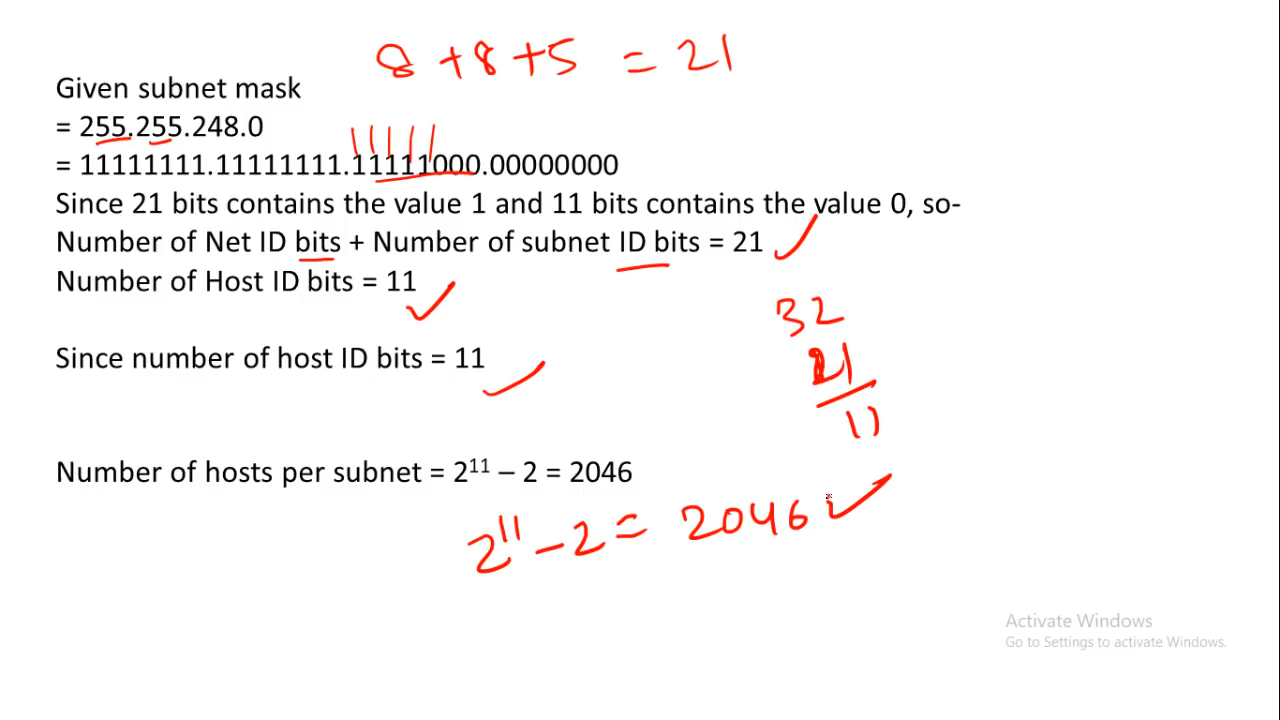 8 + 8 + 5 = 21
Given subnet mask
= 255.255.248.0
= 11111111.11111111.11111000.00000000
Since 21 bits contains the value 1 and 11 bits contains the value 0, so-
Number of Net ID bits + Number of subnet ID bits = 21
Number of Host ID bits = 11
32
21
11
Since number of host ID bits = 11
Number of hosts per subnet = 2¹¹ – 2 = 2046
2¹¹ – 2 = 2046
Activate Windows
Go to Settings to activate Windows.